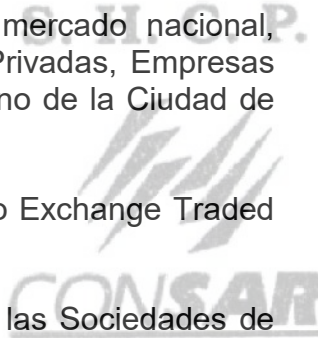 S. H. C. P.
mercado nacional,
Privadas, Empresas
no de la Ciudad de
o Exchange Traded
CONSAR
las Sociedades de